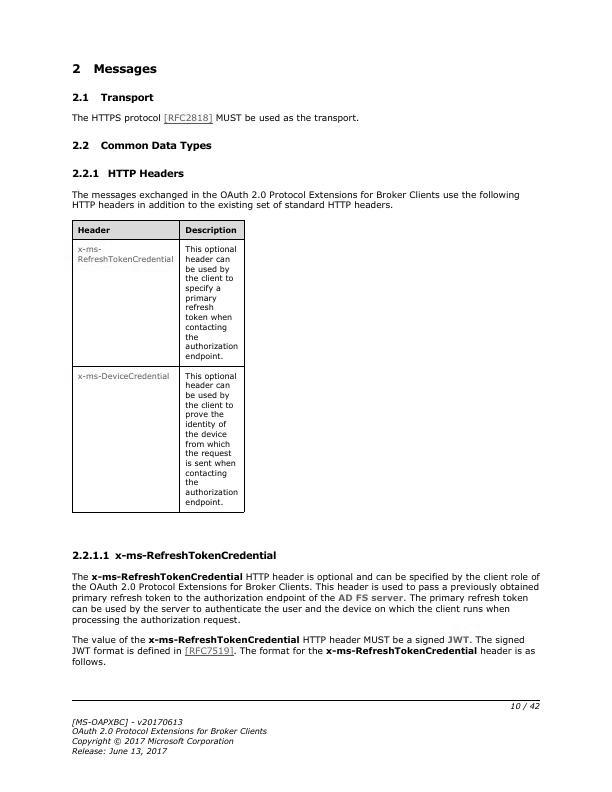 2 Messages
2.1 Transport
The HTTPS protocol [RFC2818] MUST be used as the transport.
2.2 Common Data Types
2.2.1 HTTP Headers
The messages exchanged in the OAuth 2.0 Protocol Extensions for Broker Clients use the following
HTTP headers in addition to the existing set of standard HTTP headers.
Header Description
x-ms-
RefreshTokenCredential
This optional
header can
be used by
the client to
specify a
primary
refresh
token when
contacting
the
authorization
endpoint.
x-ms-DeviceCredential
This optional
header can
be used by
the client to
prove the
identity of
the device
from which
the request
is sent when
contacting
the
authorization
endpoint.
2.2.1.1 x-ms-RefreshTokenCredential
The x-ms-RefreshTokenCredential HTTP header is optional and can be specified by the client role of
the OAuth 2.0 Protocol Extensions for Broker Clients. This header is used to pass a previously obtained
primary refresh token to the authorization endpoint of the AD FS server. The primary refresh token
can be used by the server to authenticate the user and the device on which the client runs when
processing the authorization request.
The value of the x-ms-RefreshTokenCredential HTTP header MUST be a signed JWT. The signed
JWT format is defined in [RFC7519]. The format for the x-ms-RefreshTokenCredential header is as
follows.
10 / 42
[MS-OAPXBC] - v20170613
OAuth 2.0 Protocol Extensions for Broker Clients
Copyright © 2017 Microsoft Corporation
Release: June 13, 2017